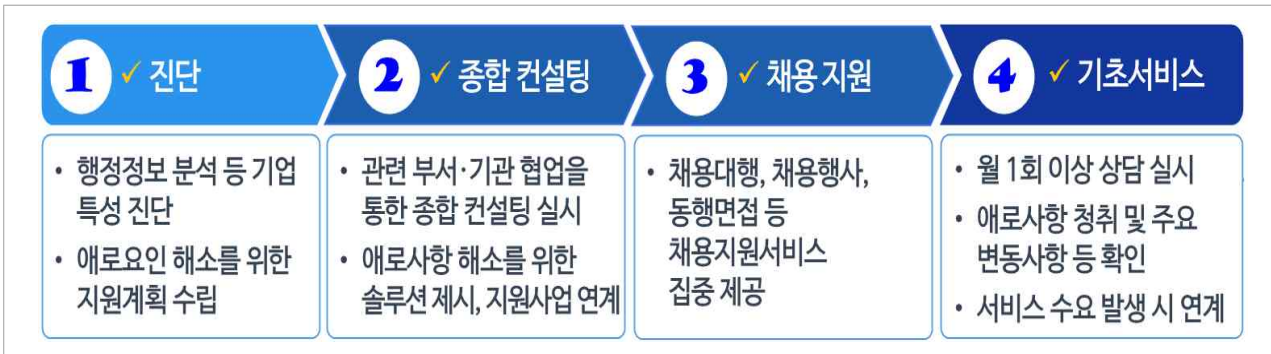 1 ✓ 진단
• 행정정보 분석 등 기업
특성 진단
• 애로요인 해소를 위한
지원계획 수립
2 ✓ 종합 컨설팅
• 관련 부서·기관 협업을
통한 종합 컨설팅 실시
• 애로사항 해소를 위한
솔루션 제시, 지원사업 연계
3 ✓ 채용 지원
• 채용대행, 채용행사,
동행면접 등
채용지원서비스
집중 제공
4 ✓ 기초서비스
• 월 1회 이상 상담 실시
• 애로사항 청취 및 주요
변동사항 등 확인
• 서비스 수요 발생 시 연계